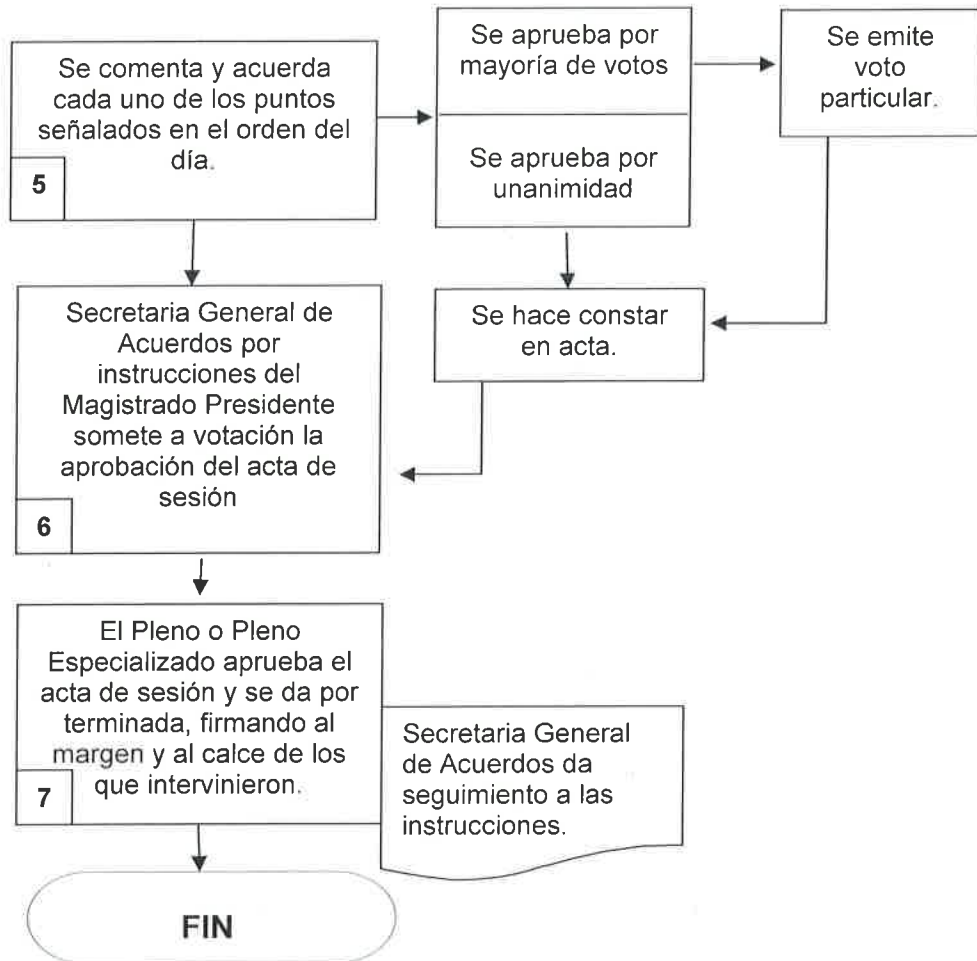 Se comenta y acuerda
cada uno de los puntos
señalados en el orden del
día.
5
Se aprueba por
mayoría de votos
Se aprueba por
unanimidad
Se emite
voto
particular.
Se hace constar
en acta.
Secretaria General de
Acuerdos por
instrucciones del
Magistrado Presidente
somete a votación la
aprobación del acta de
sesión
6
El Pleno o Pleno
Especializado aprueba el
acta de sesión y se da por
terminada, firmando al
margen y al calce de los
que intervinieron.
7
Secretaria General
de Acuerdos da
seguimiento a las
instrucciones.
FIN